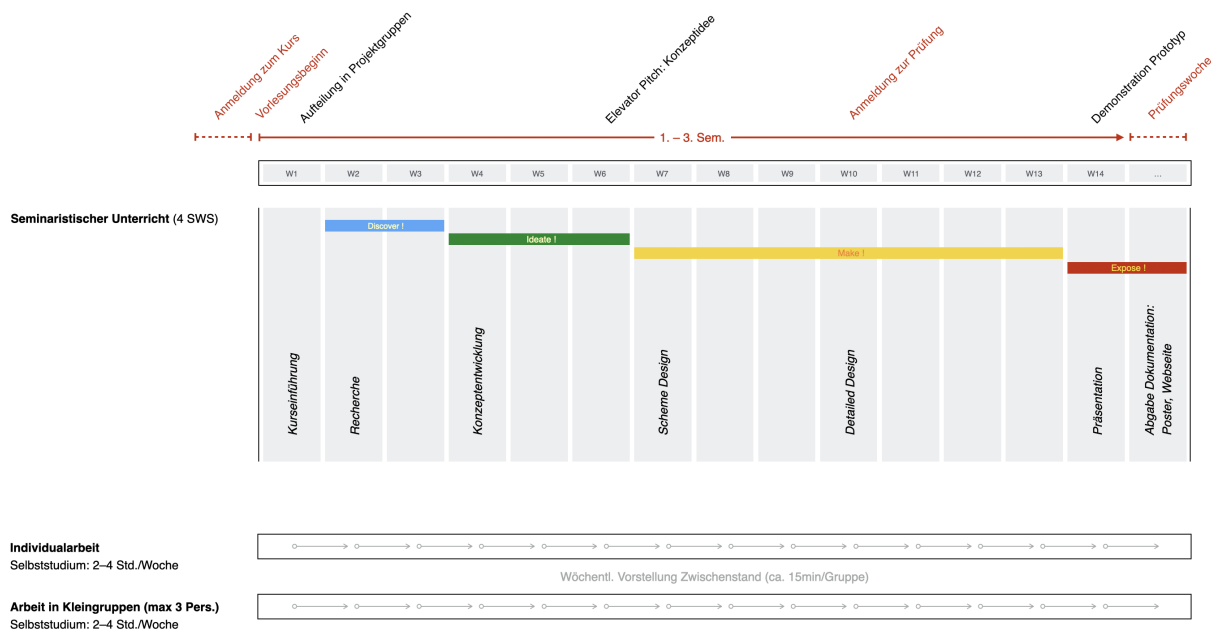 Anmeldung zum Kurs
Vorlesungsbeginn
Aufteilung in Projektgruppen
Elevator Pitch: Konzeptidee
Anmeldung zur Prüfung
Demonstration Prototyp
Prüfungswoche
1. – 3. Sem.
W1
W2
W3
W4
W5
W6
W7
W8
W9
W10
W11
W12
W13
W14
...
Seminaristischer Unterricht (4 SWS)
Discover !
Ideate !
Make !
Expose !
Kurseinführung
Recherche
Konzeptentwicklung
Scheme Design
Detailed Design
Präsentation
Abgabe Dokumentation:
Poster, Webseite
Individualarbeit
Selbststudium: 2–4 Std./Woche
Wöchentl. Vorstellung Zwischenstand (ca. 15min/Gruppe)
Arbeit in Kleingruppen (max 3 Pers.)
Selbststudium: 2–4 Std./Woche